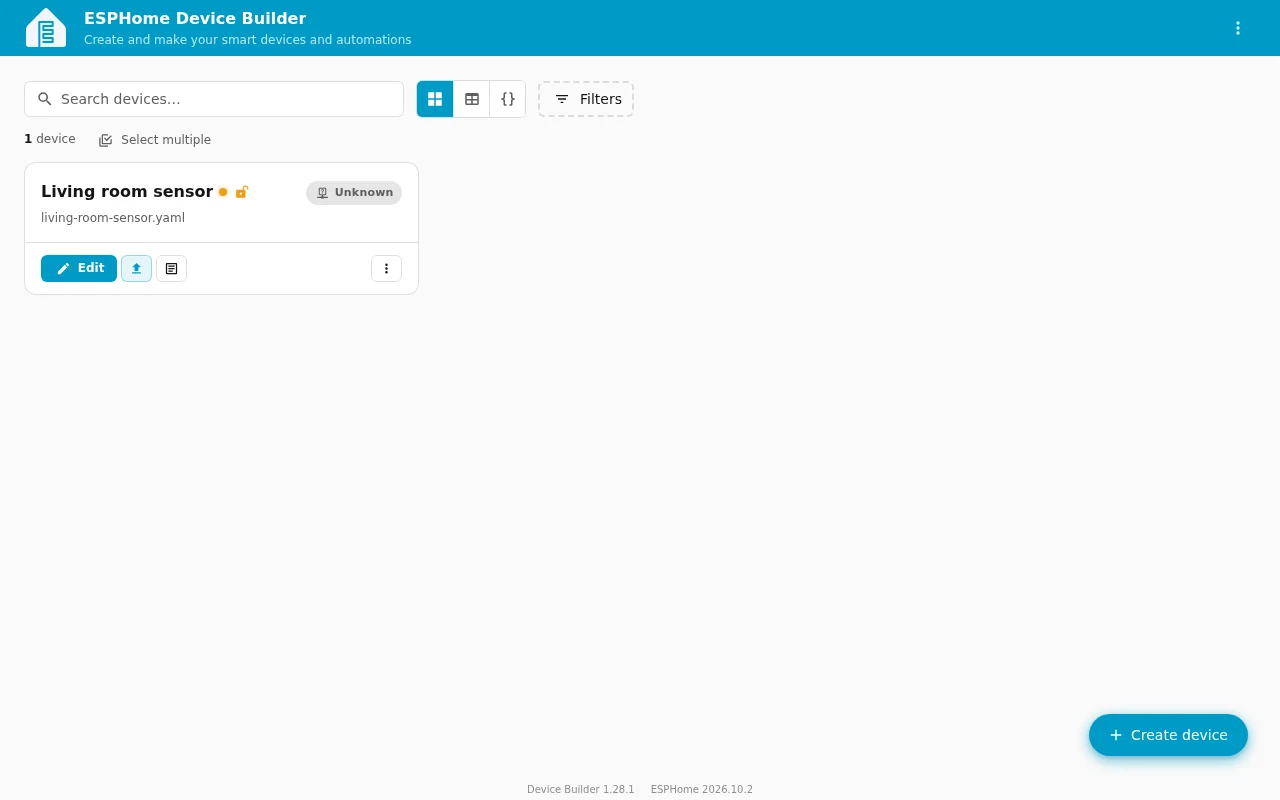 ESPHome Device Builder
Create and make your smart devices and automations
Search devices…
Filters
1 device
Select multiple
Living room sensor
Unknown
living-room-sensor.yaml
Edit
Create device
Device Builder 1.28.1 ESPHome 2026.10.2